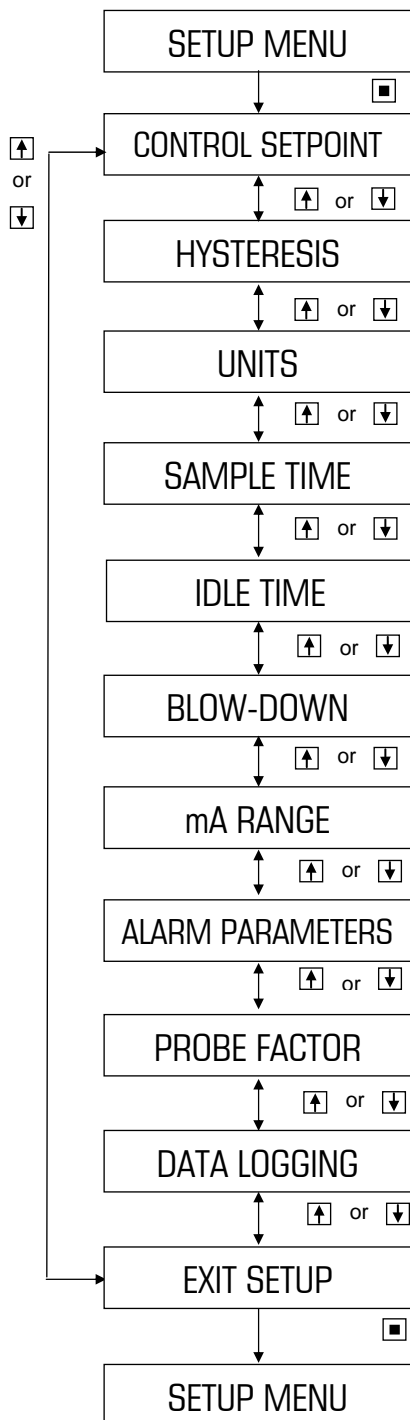 SETUP MENU
CONTROL SETPOINT
or
or
HYSTERESIS
or
UNITS
or
SAMPLE TIME
or
IDLE TIME
or
BLOW-DOWN
or
mA RANGE
or
ALARM PARAMETERS
or
PROBE FACTOR
or
DATA LOGGING
or
EXIT SETUP
SETUP MENU